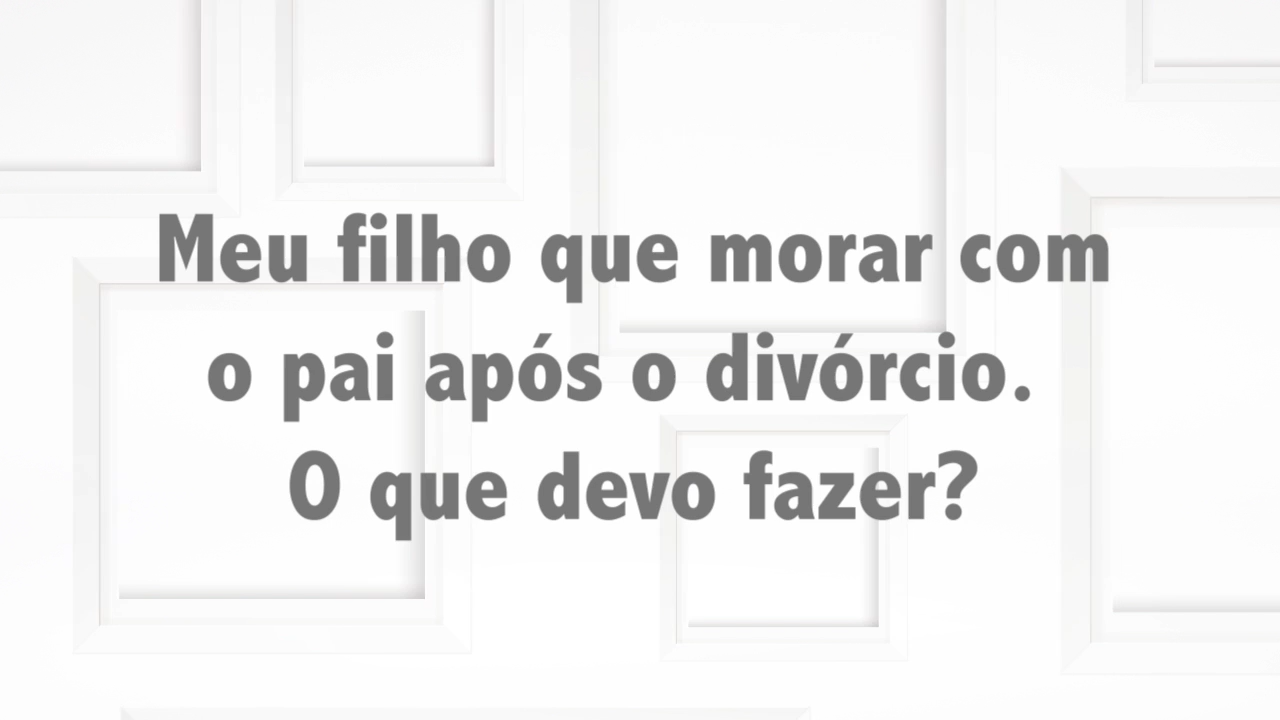 Meu filho que morar com
o pai após o divórcio.
O que devo fazer?